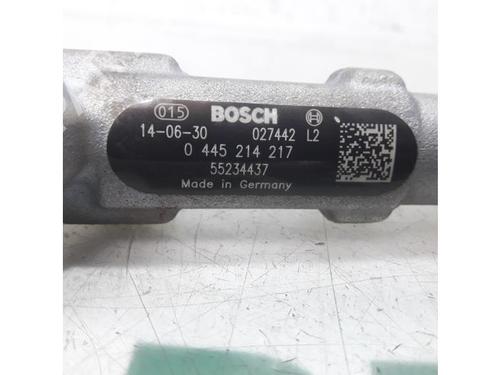 015 BOSCH
14-06-30 027442 L2
0 445 214 217
55234437
Made in Germany